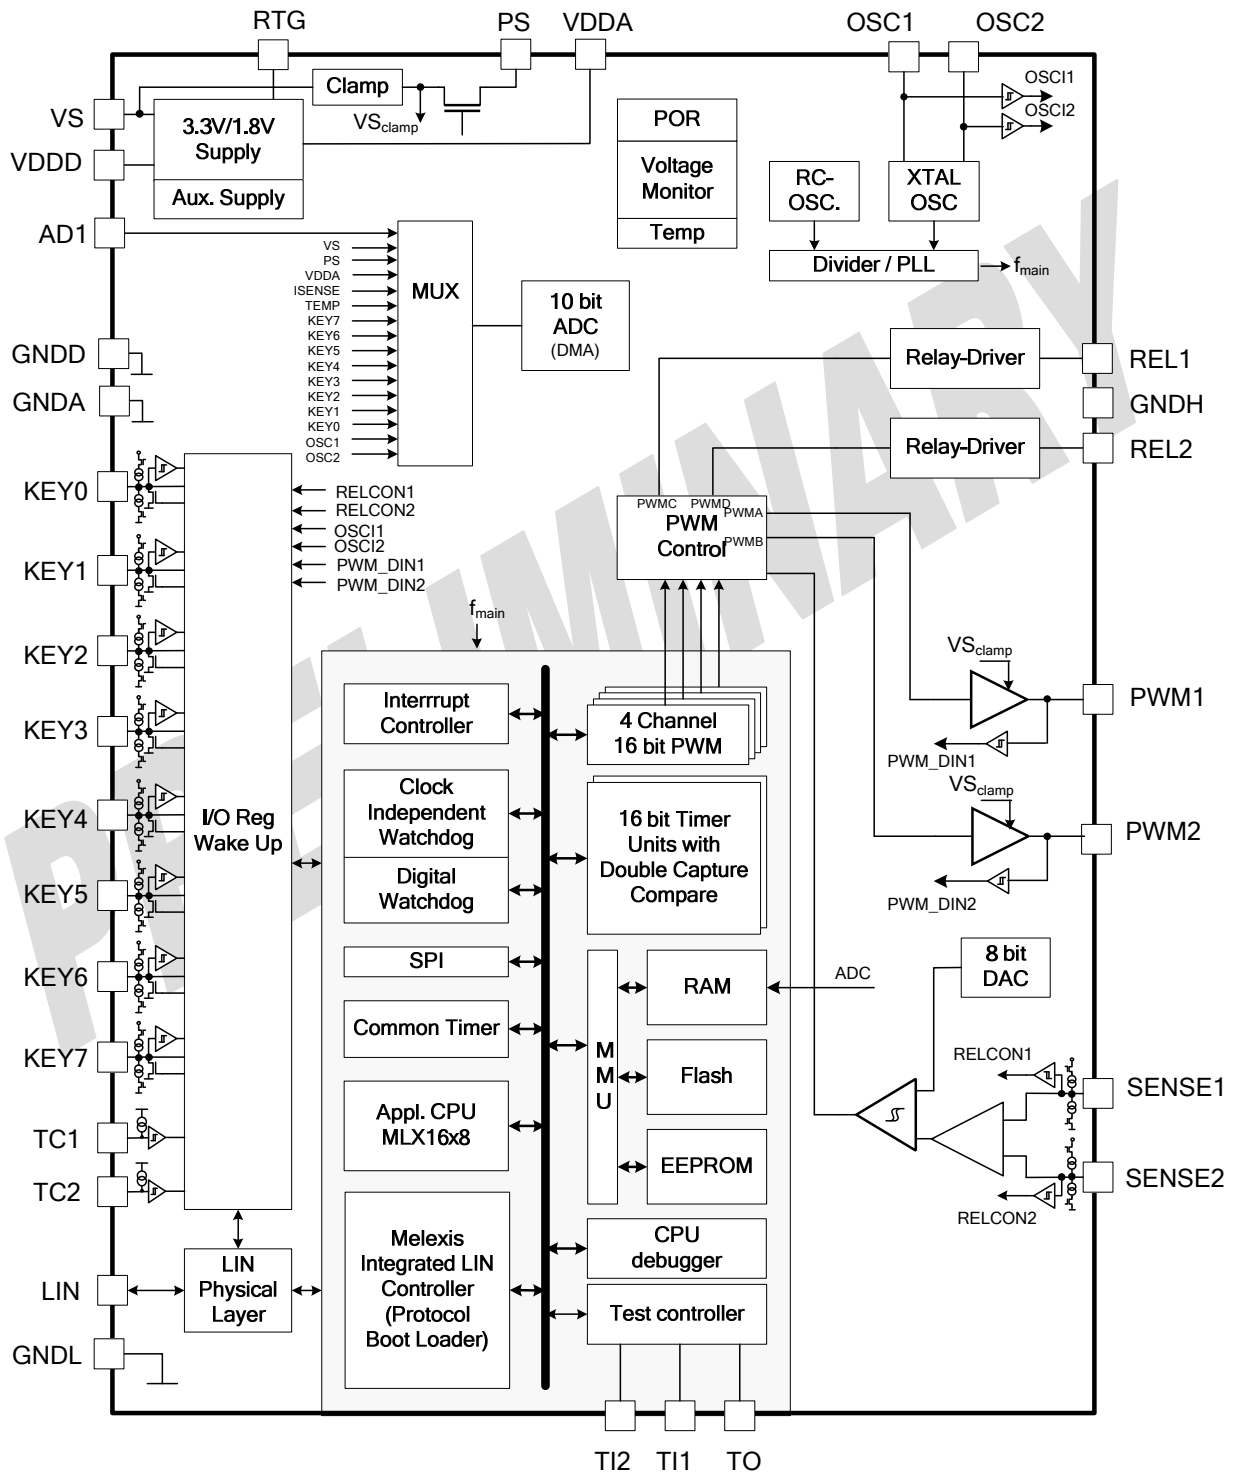 RTG
PS
VDDA
OSC1
OSC2
OSCI1
OSCI2
VS
VDDD
AD1
Clamp
VSclamp
3.3V/1.8V
Supply
Aux. Supply
POR
Voltage
Monitor
Temp
RC-
OSC.
XTAL
OSC
Divider / PLL
fmain
VS
PS
VDDA
ISENSE
TEMP
KEY7
KEY6
KEY5
KEY4
KEY3
KEY2
KEY1
KEY0
OSC1
OSC2
MUX
10 bit
ADC
(DMA)
GNDD
GNDA
Relay-Driver
REL1
GNDH
Relay-Driver
REL2
PRELIMINARY
KEY0
KEY1
KEY2
KEY3
KEY4
KEY5
KEY6
KEY7
TC1
TC2
LIN
GNDL
I/O Reg
Wake Up
RELCON1
RELCON2
OSCI1
OSCI2
PWM_DIN1
PWM_DIN2
PWMC
PWMD
PWMA
PWMB
PWM
Control
fmain
Interrrupt
Controller
Clock
Independent
Watchdog
Digital
Watchdog
SPI
Common Timer
Appl. CPU
MLX16x8
Melexis
Integrated LIN
Controller
(Protocol
Boot Loader)
LIN
Physical
Layer
4 Channel
16 bit PWM
16 bit Timer
Units with
Double Capture
Compare
MMU
RAM
Flash
EEPROM
CPU
debugger
Test controller
ADC
VSclamp
PWM1
PWM_DIN1
VSclamp
PWM2
PWM_DIN2
8 bit
DAC
RELCON1
SENSE1
SENSE2
RELCON2
TI2
TI1
TO